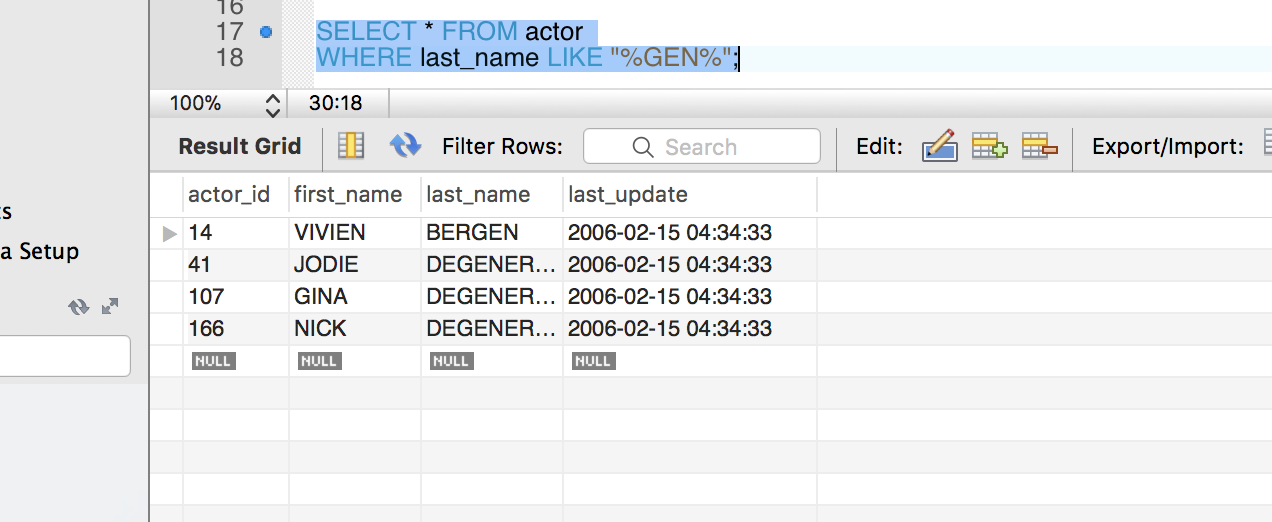 16
17 SELECT * FROM actor
18 WHERE last_name LIKE "%GEN%";
100% 30:18
Result Grid Filter Rows: Search Edit: Export/Import:
actor_id first_name last_name last_update
14 VIVIEN BERGEN 2006-02-15 04:34:33
41 JODIE DEGENER... 2006-02-15 04:34:33
107 GINA DEGENER... 2006-02-15 04:34:33
166 NICK DEGENER... 2006-02-15 04:34:33
NULL NULL NULL NULL
a Setup